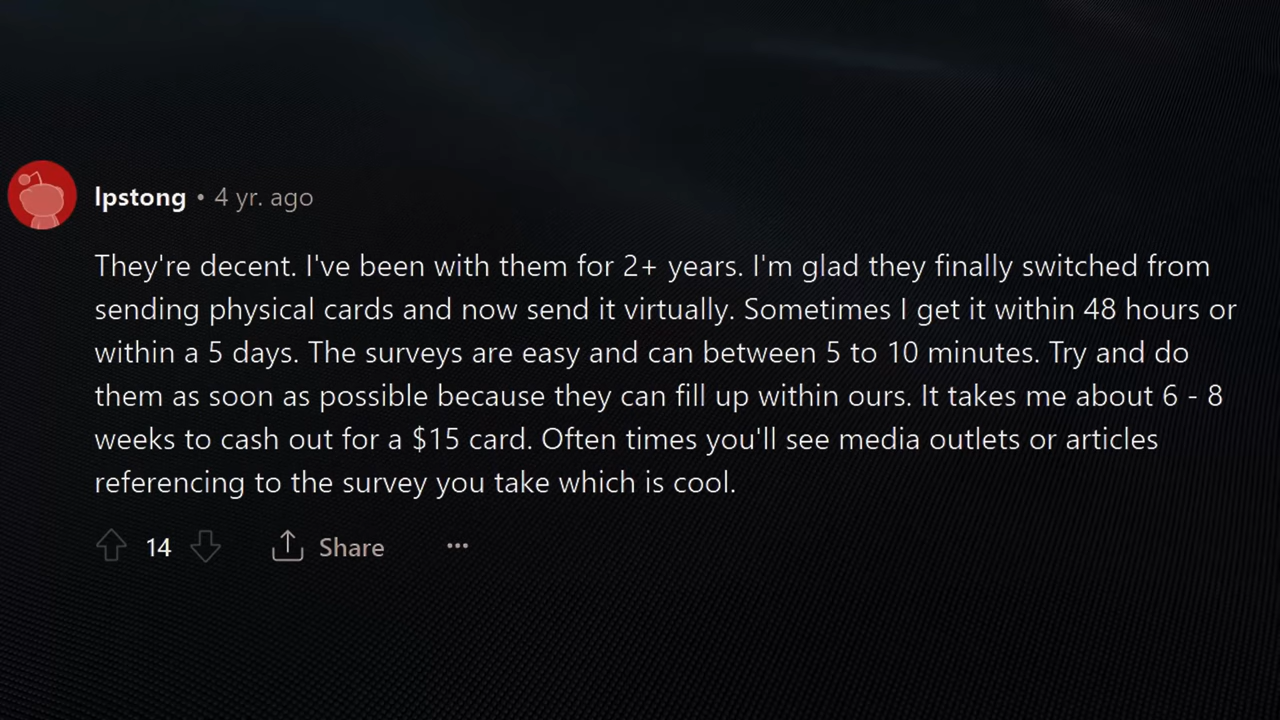 lpstong • 4 yr. ago
They're decent. I've been with them for 2+ years. I'm glad they finally switched from
sending physical cards and now send it virtually. Sometimes I get it within 48 hours or
within a 5 days. The surveys are easy and can between 5 to 10 minutes. Try and do
them as soon as possible because they can fill up within ours. It takes me about 6 - 8
weeks to cash out for a $15 card. Often times you'll see media outlets or articles
referencing to the survey you take which is cool.
14 Share